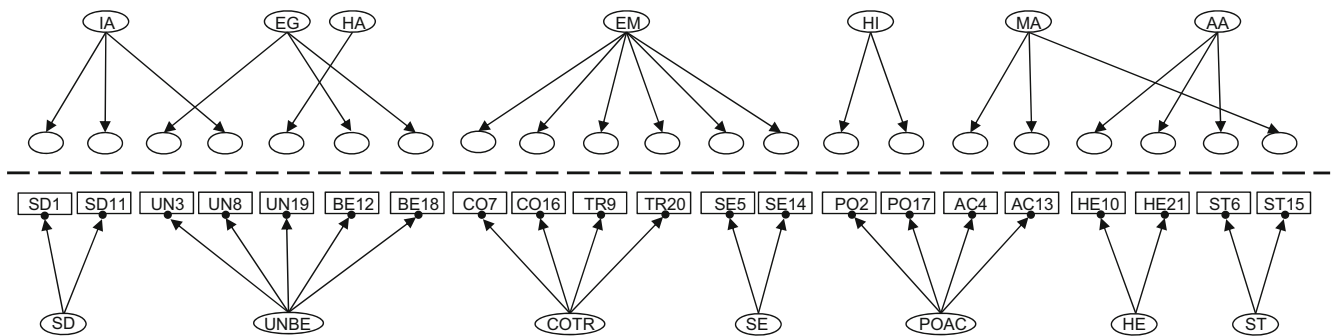 IA EG HA EM HI MA AA
SD1 SD11 UN3 UN8 UN19 BE12 BE18 CO7 CO16 TR9 TR20 SE5 SE14 PO2 PO17 AC4 AC13 HE10 HE21 ST6 ST15
SD UNBE COTR SE POAC HE ST